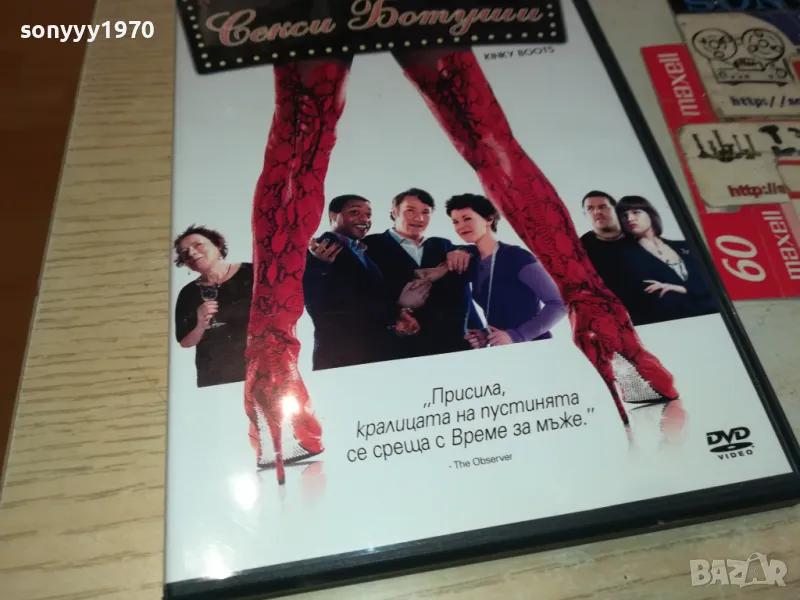 sonyyy1970
Секси Ботуши
KINKY BOOTS
SONY
maxell
http://
http://
60
maxell
„Присила,
кралицата на пустинята
се среща с Време за мъже.”
- The Observer
DVD
VIDEO
BAZAR